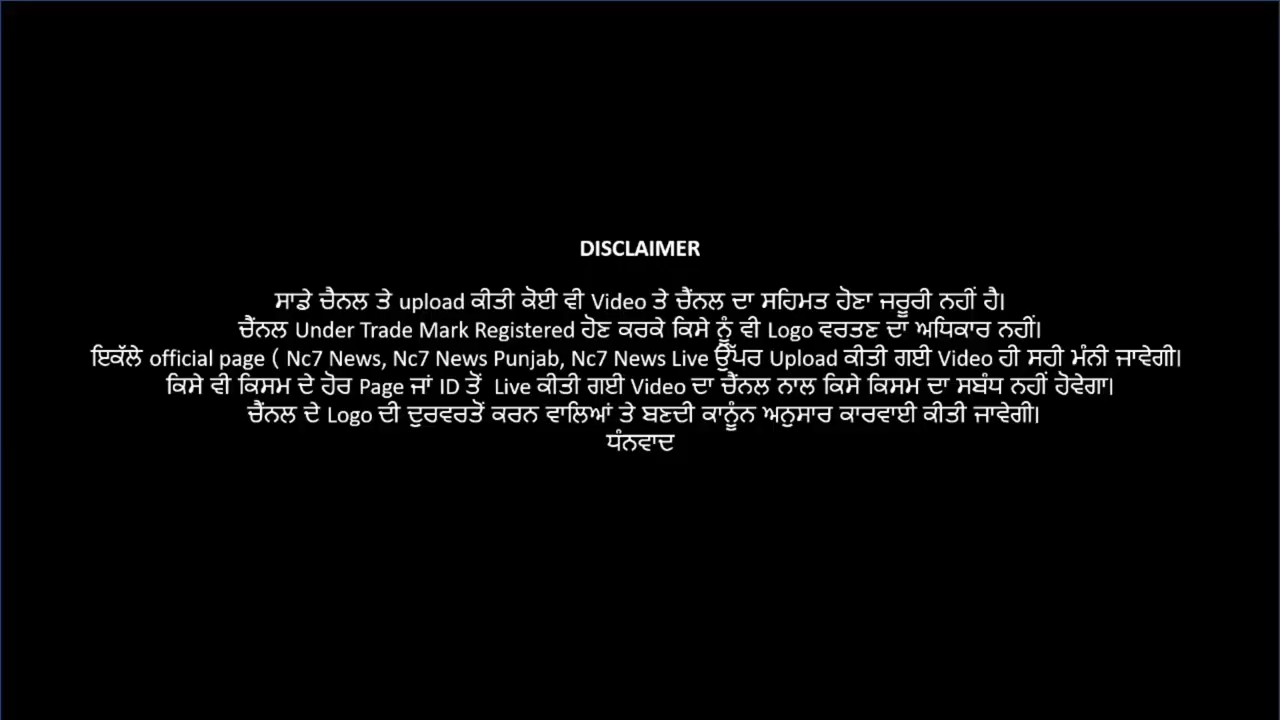 DISCLAIMER
ਸਾਡੇ ਚੈਨਲ ਤੇ upload ਕੀਤੀ ਕੋਈ ਵੀ Video ਤੇ ਚੈੱਨਲ ਦਾ ਸਹਿਮਤ ਹੋਣਾ ਜਰੂਰੀ ਨਹੀਂ ਹੈ।
ਚੈੱਨਲ Under Trade Mark Registered ਹੋਣ ਕਰਕੇ ਕਿਸੇ ਨੂੰ ਵੀ Logo ਵਰਤਣ ਦਾ ਅਧਿਕਾਰ ਨਹੀਂ।
ਇਕੱਲੇ official page ( Nc7 News, Nc7 News Punjab, Nc7 News Live ਉੱਪਰ Upload ਕੀਤੀ ਗਈ Video ਹੀ ਸਹੀ ਮੰਨੀ ਜਾਵੇਗੀ।
ਕਿਸੇ ਵੀ ਕਿਸਮ ਦੇ ਹੋਰ Page ਜਾਂ ID ਤੋਂ Live ਕੀਤੀ ਗਈ Video ਦਾ ਚੈੱਨਲ ਨਾਲ ਕਿਸੇ ਕਿਸਮ ਦਾ ਸਬੰਧ ਨਹੀਂ ਹੋਵੇਗਾ।
ਚੈੱਨਲ ਦੇ Logo ਦੀ ਦੁਰਵਰਤੋਂ ਕਰਨ ਵਾਲਿਆਂ ਤੇ ਬਣਦੀ ਕਾਨੂੰਨ ਅਨੁਸਾਰ ਕਾਰਵਾਈ ਕੀਤੀ ਜਾਵੇਗੀ।
ਧੰਨਵਾਦ